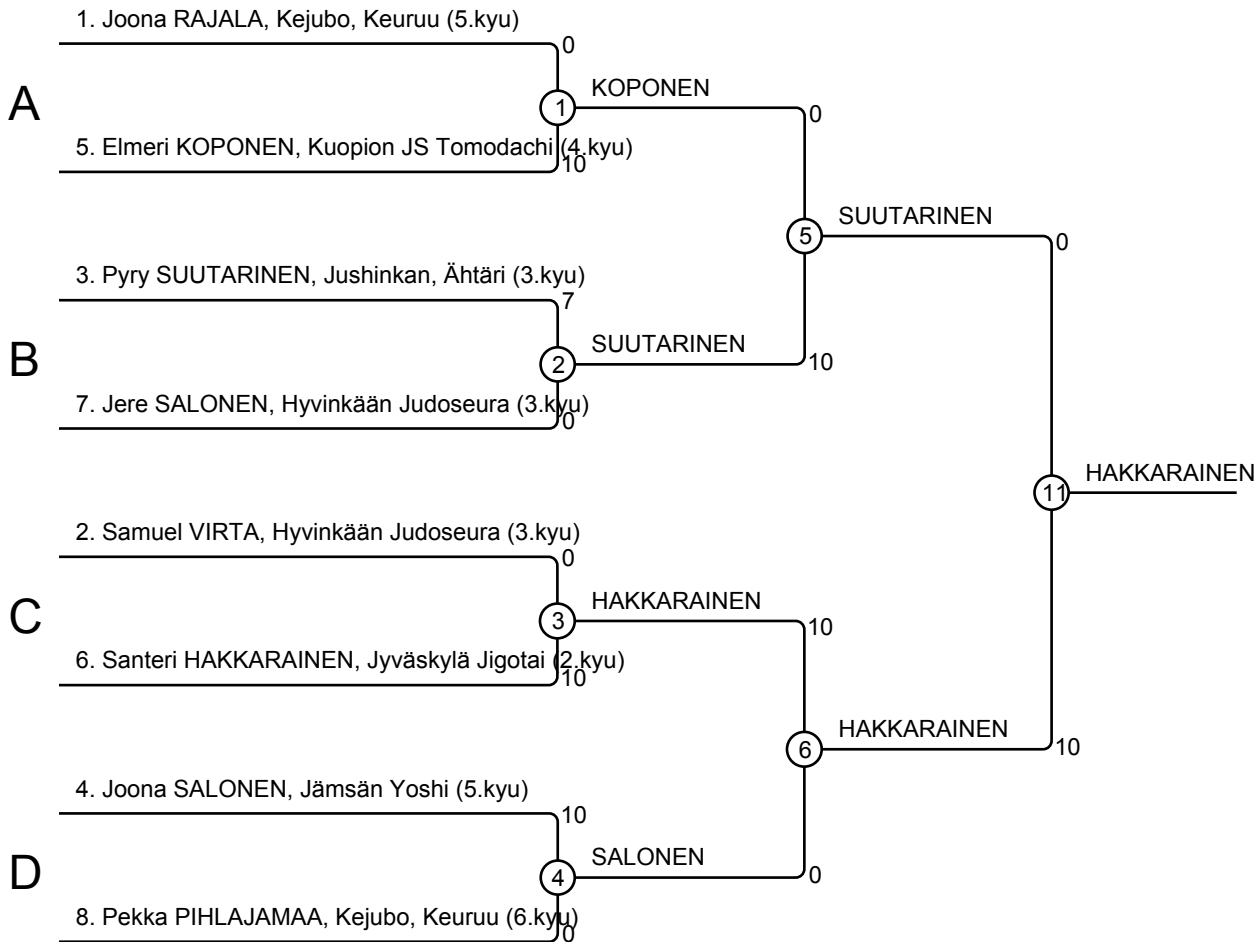 1. Joona RAJALA, Kejubo, Keuruu (5.kyu)
0
A
1
KOPONEN
0
5. Elmeri KOPONEN, Kuopion JS Tomodachi (4.kyu)
10
5
SUUTARINEN
0
3. Pyry SUUTARINEN, Jushinkan, Ähtäri (3.kyu)
7
B
2
SUUTARINEN
10
7. Jere SALONEN, Hyvinkään Judoseura (3.kyu)
0
11
HAKKARAINEN
2. Samuel VIRTA, Hyvinkään Judoseura (3.kyu)
0
C
3
HAKKARAINEN
10
6. Santeri HAKKARAINEN, Jyväskylä Jigotai (2.kyu)
10
6
HAKKARAINEN
10
4. Joona SALONEN, Jämsän Yoshi (5.kyu)
10
D
4
SALONEN
0
8. Pekka PIHLAJAMAA, Kejubo, Keuruu (6.kyu)
0